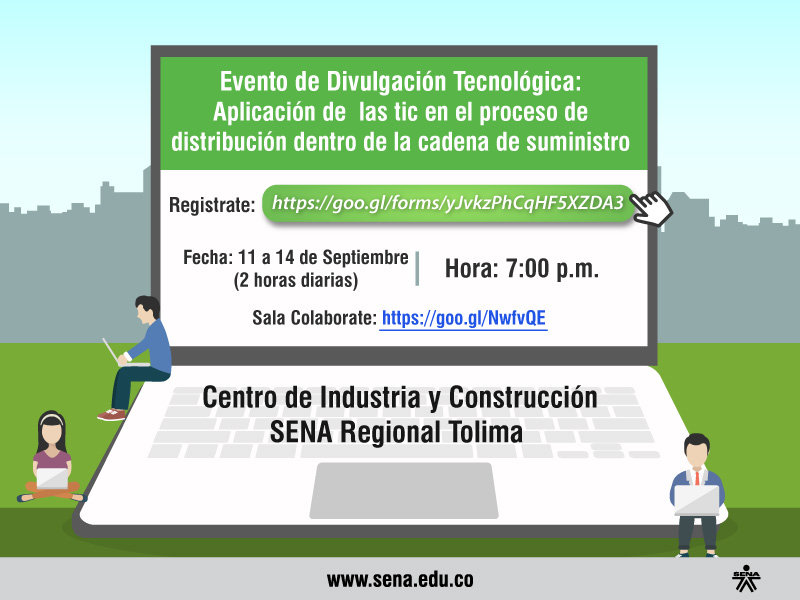 Evento de Divulgación Tecnológica:
Aplicación de las tic en el proceso de
distribución dentro de la cadena de suministro
Registrate: https://goo.gl/forms/yJvkzPhCqHF5XZDA3
Fecha: 11 a 14 de Septiembre
(2 horas diarias)
Hora: 7:00 p.m.
Sala Colaborate: https://goo.gl/NwfvQE
Centro de Industria y Construcción
SENA Regional Tolima
www.sena.edu.co
SENA